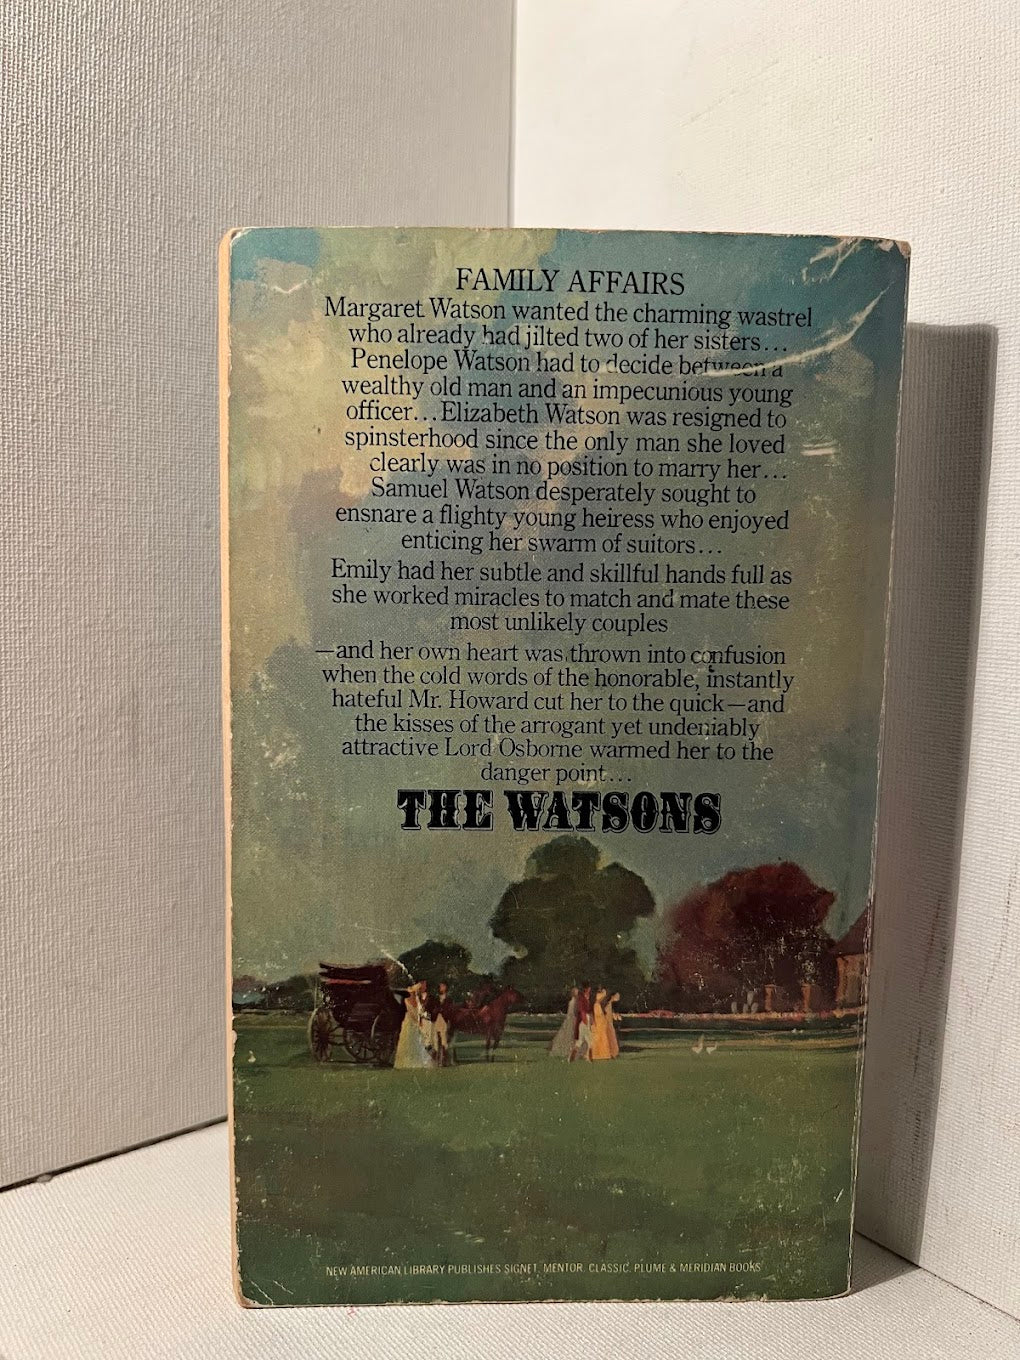 FAMILY AFFAIRS
Margaret Watson wanted the charming wastrel
who already had jilted two of her sisters...
Penelope Watson had to decide between a
wealthy old man and an impecunious young
officer...Elizabeth Watson was resigned to
spinsterhood since the only man she loved
clearly was in no position to marry her...
Samuel Watson desperately sought to
ensnare a flighty young heiress who enjoyed
enticing her swarm of suitors...
Emily had her subtle and skillful hands full as
she worked miracles to match and mate these
most unlikely couples
—and her own heart was thrown into confusion
when the cold words of the honorable, instantly
hateful Mr. Howard cut her to the quick—and
the kisses of the arrogant yet undeniably
attractive Lord Osborne warmed her to the
danger point...
THE WATSONS
NEW AMERICAN LIBRARY PUBLISHES SIGNET, MENTOR, CLASSIC, PLUME & MERIDIAN BOOKS